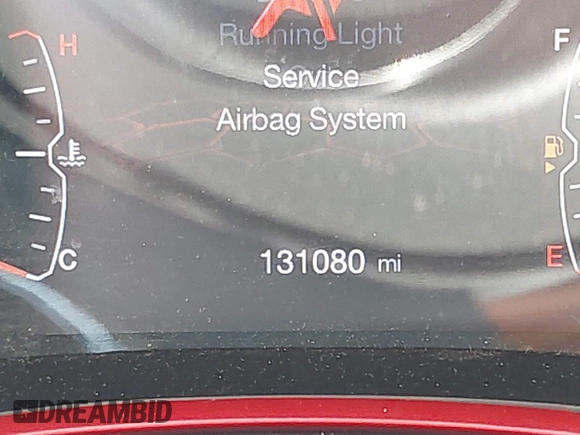 H
Running Light
F
Service
Airbag System
C
131080 mi
E
DREAMBID